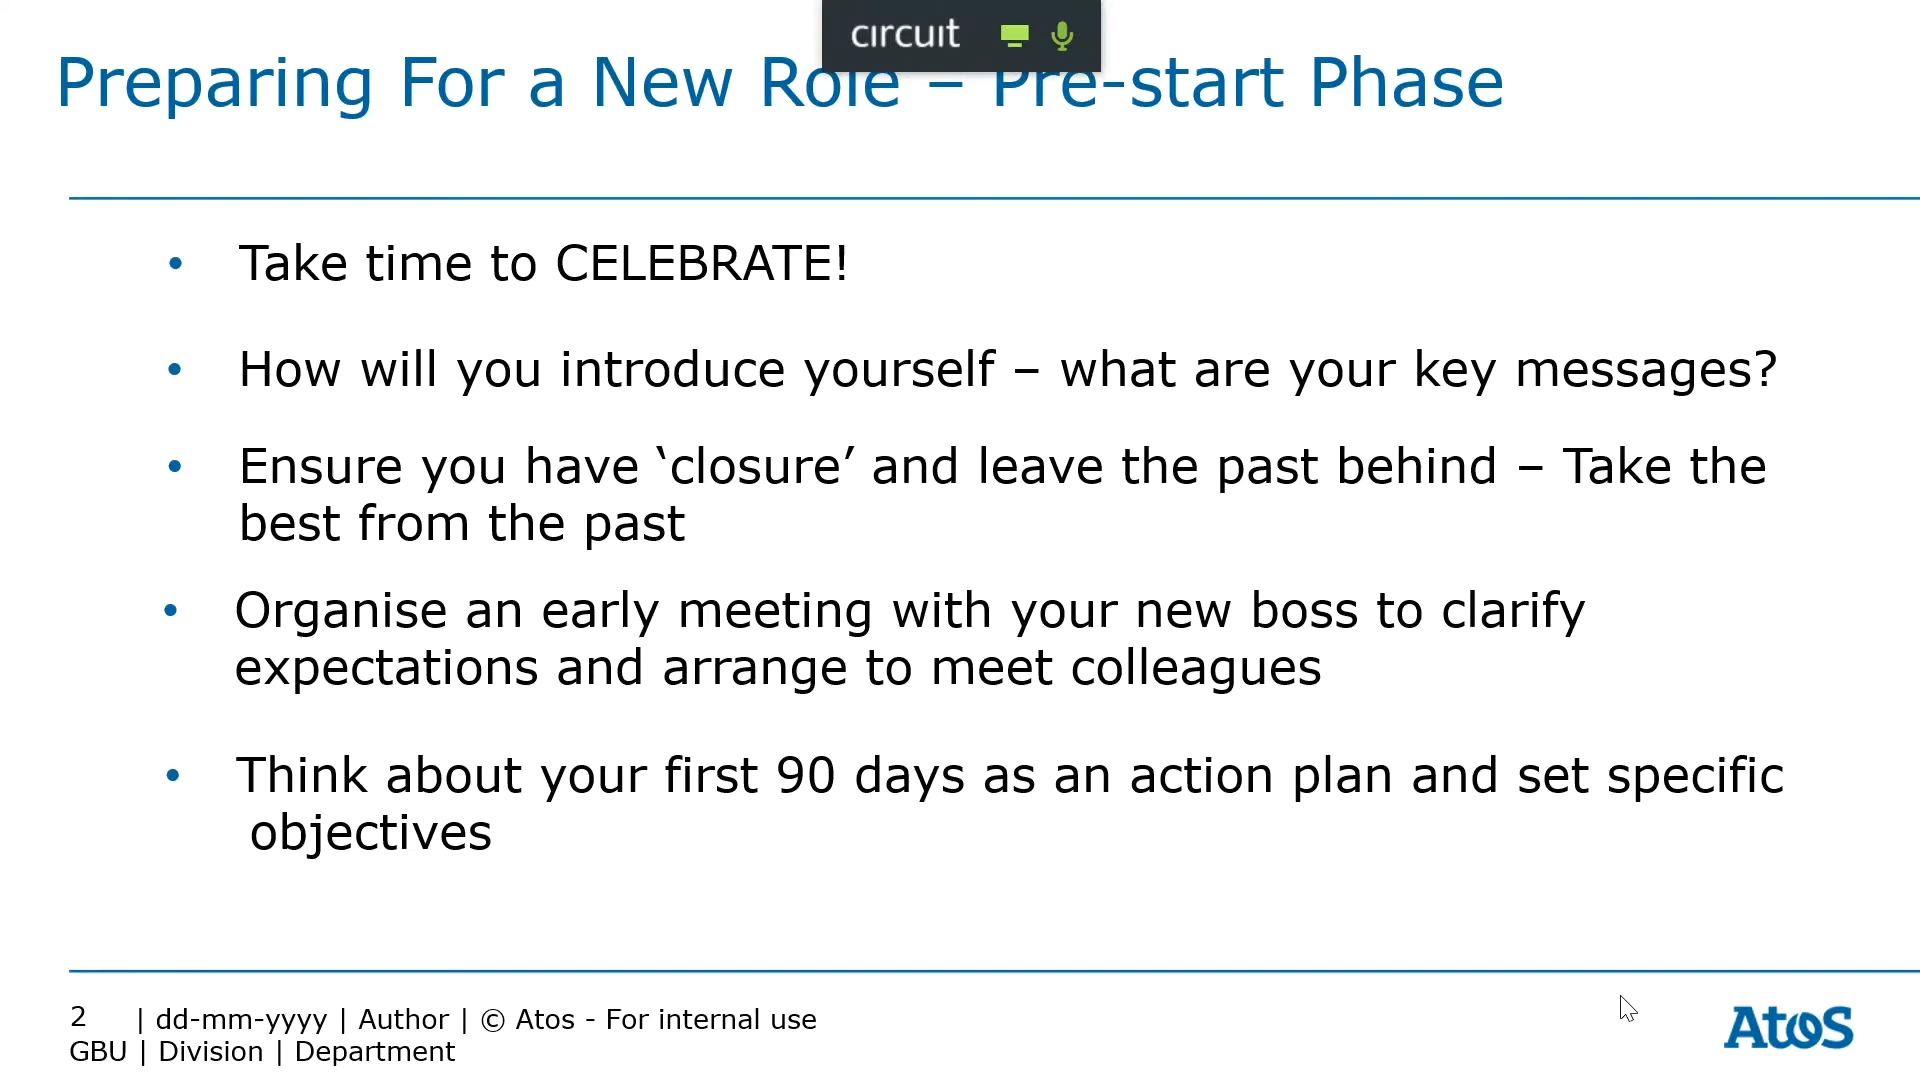 circuit
Preparing For a New Role – Pre-start Phase
• Take time to CELEBRATE!
• How will you introduce yourself – what are your key messages?
• Ensure you have ‘closure’ and leave the past behind – Take the
best from the past
• Organise an early meeting with your new boss to clarify
expectations and arrange to meet colleagues
• Think about your first 90 days as an action plan and set specific
objectives
2 | dd-mm-yyyy | Author | © Atos - For internal use
GBU | Division | Department
Atos